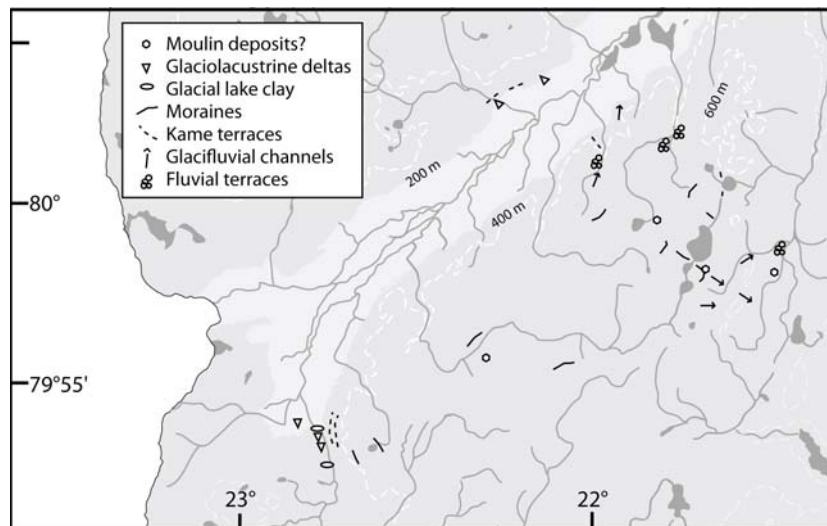 Moulin deposits?
Glaciolacustrine deltas
Glacial lake clay
Moraines
Kame terraces
Glacifluvial channels
Fluvial terraces
600 m
200 m
80°
400 m
79°55'
23°
22°